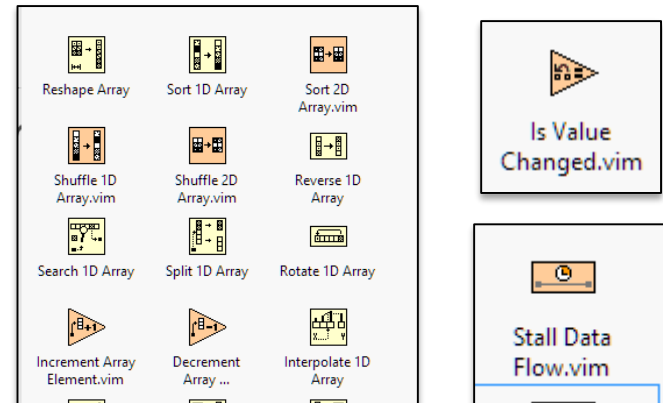 Reshape Array
Sort 1D Array
Sort 2D
Array.vim
Shuffle 1D
Array.vim
Shuffle 2D
Array.vim
Reverse 1D
Array
Search 1D Array
Split 1D Array
Rotate 1D Array
Increment Array
Element.vim
Decrement
Array ...
Interpolate 1D
Array
Is Value
Changed.vim
Stall Data
Flow.vim